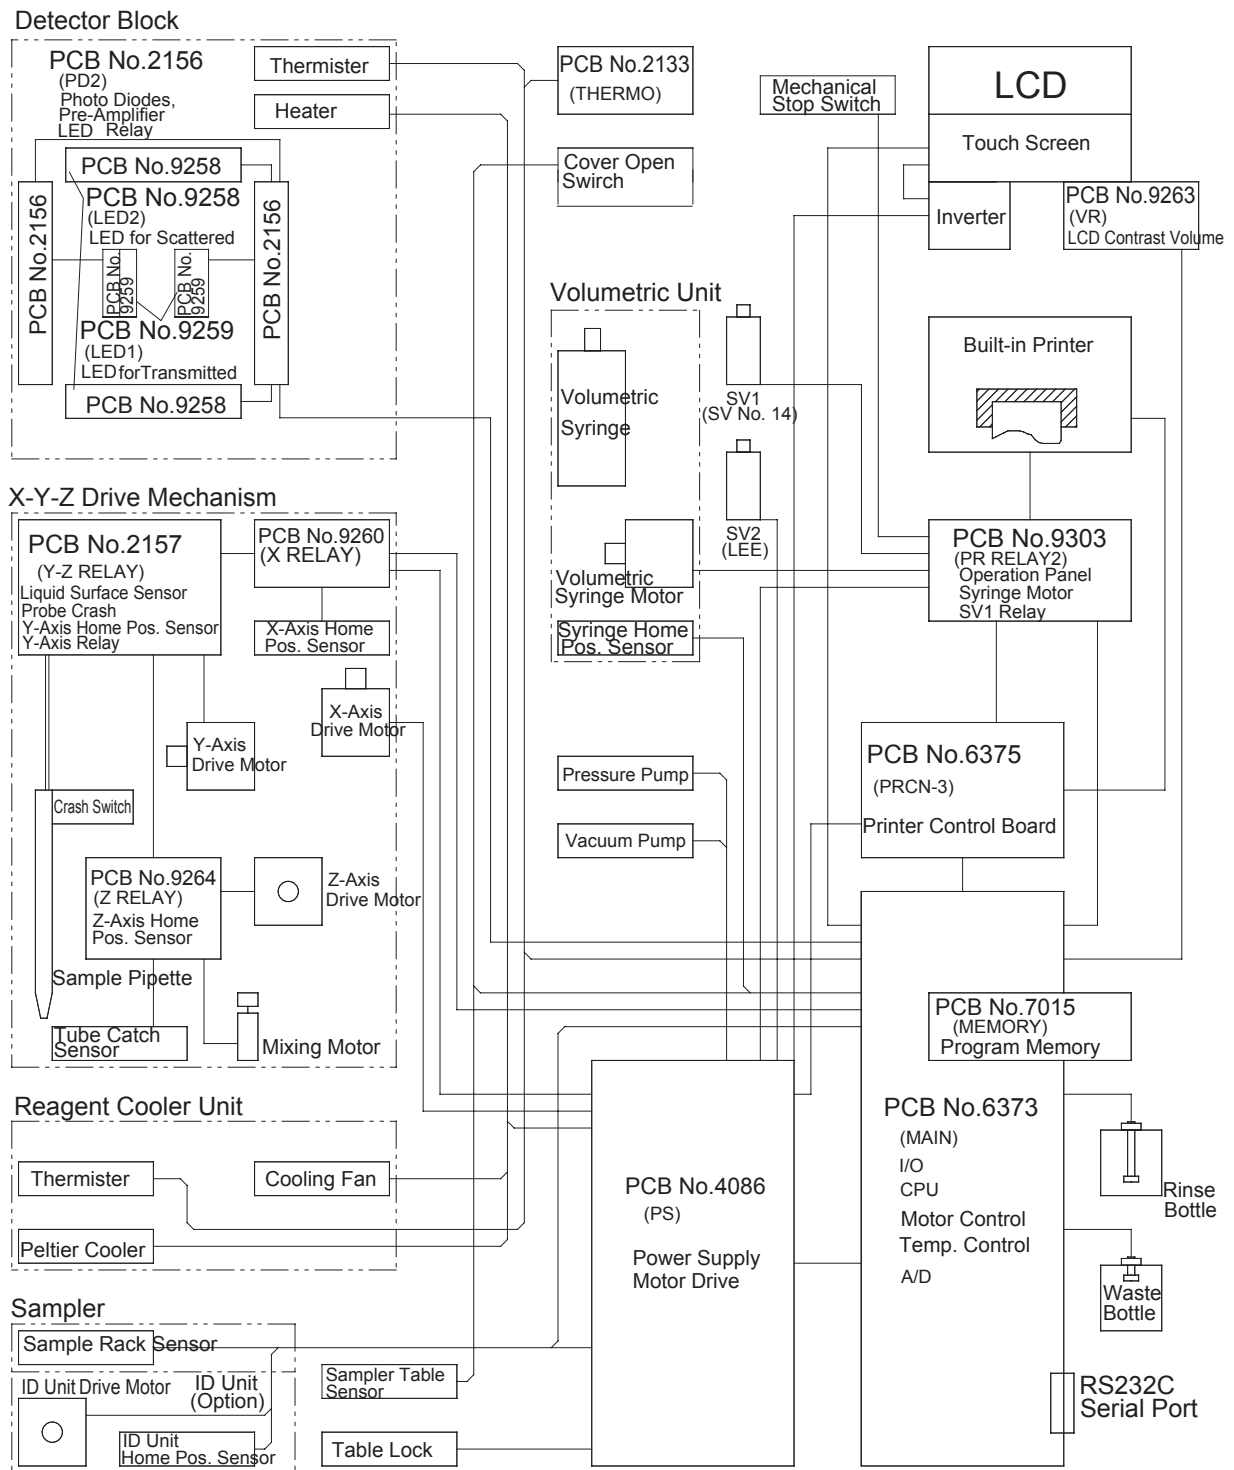 Detector Block
PCB No.2156
(PD2)
Photo Diodes,
Pre-Amplifier
LED Relay
Thermister
Heater
PCB No.9258
PCB No.2156
PCB No.9258
(LED2)
LED for Scattered
PCB No.
9259
PCB No.
9259
PCB No.2156
PCB No.9259
(LED1)
LED for Transmitted
PCB No.9258
PCB No.2133
(THERMO)
Cover Open
Swirch
Mechanical
Stop Switch
LCD
Touch Screen
Inverter
PCB No.9263
(VR)
LCD Contrast Volume
Volumetric Unit
Volumetric
Syringe
SV1
(SV No. 14)
SV2
(LEE)
Volumetric
Syringe Motor
Syringe Home
Pos. Sensor
Built-in Printer
PCB No.9303
(PR RELAY2)
Operation Panel
Syringe Motor
SV1 Relay
X-Y-Z Drive Mechanism
PCB No.2157
(Y-Z RELAY)
Liquid Surface Sensor
Probe Crash
Y-Axis Home Pos. Sensor
Y-Axis Relay
PCB No.9260
(X RELAY)
X-Axis Home
Pos. Sensor
X-Axis
Drive Motor
Y-Axis
Drive Motor
Crash Switch
PCB No.9264
(Z RELAY)
Z-Axis Home
Pos. Sensor
Z-Axis
Drive Motor
Sample Pipette
Tube Catch
Sensor
Mixing Motor
Pressure Pump
Vacuum Pump
PCB No.6375
(PRCN-3)
Printer Control Board
PCB No.7015
(MEMORY)
Program Memory
PCB No.6373
(MAIN)
I/O
CPU
Motor Control
Temp. Control
A/D
Rinse
Bottle
Waste
Bottle
RS232C
Serial Port
PCB No.4086
(PS)
Power Supply
Motor Drive
Reagent Cooler Unit
Thermister
Cooling Fan
Peltier Cooler
Sampler
Sample Rack Sensor
ID Unit Drive Motor
ID Unit
(Option)
ID Unit
Home Pos. Sensor
Sampler Table
Sensor
Table Lock